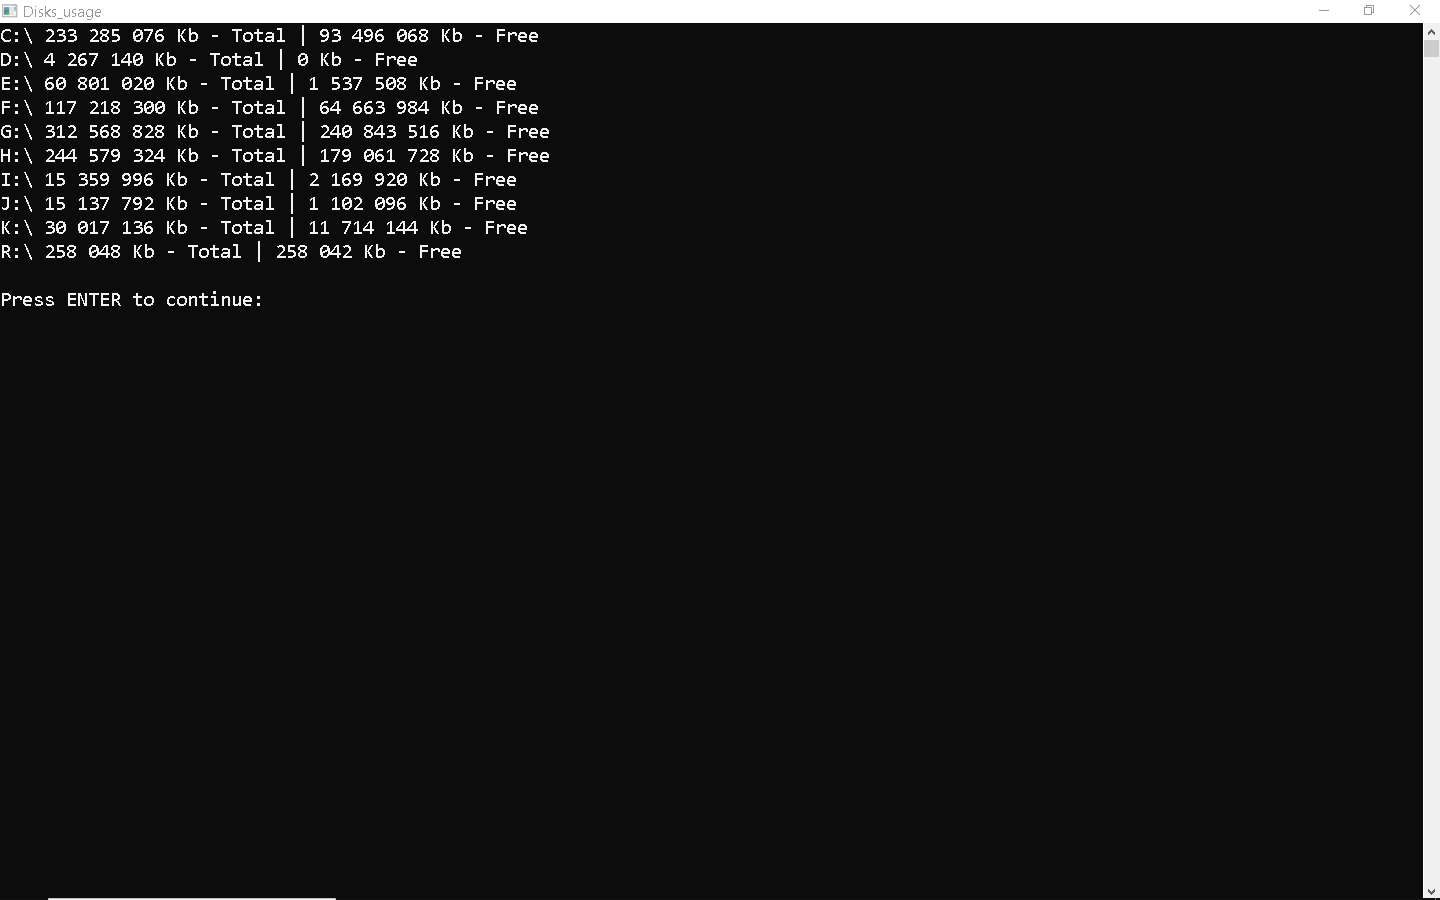 Disks_usage
C:\ 233 285 076 Kb - Total | 93 496 068 Kb - Free
D:\ 4 267 140 Kb - Total | 0 Kb - Free
E:\ 60 801 020 Kb - Total | 1 537 508 Kb - Free
F:\ 117 218 300 Kb - Total | 64 663 984 Kb - Free
G:\ 312 568 828 Kb - Total | 240 843 516 Kb - Free
H:\ 244 579 324 Kb - Total | 179 061 728 Kb - Free
I:\ 15 359 996 Kb - Total | 2 169 920 Kb - Free
J:\ 15 137 792 Kb - Total | 1 102 096 Kb - Free
K:\ 30 017 136 Kb - Total | 11 714 144 Kb - Free
R:\ 258 048 Kb - Total | 258 042 Kb - Free
Press ENTER to continue: